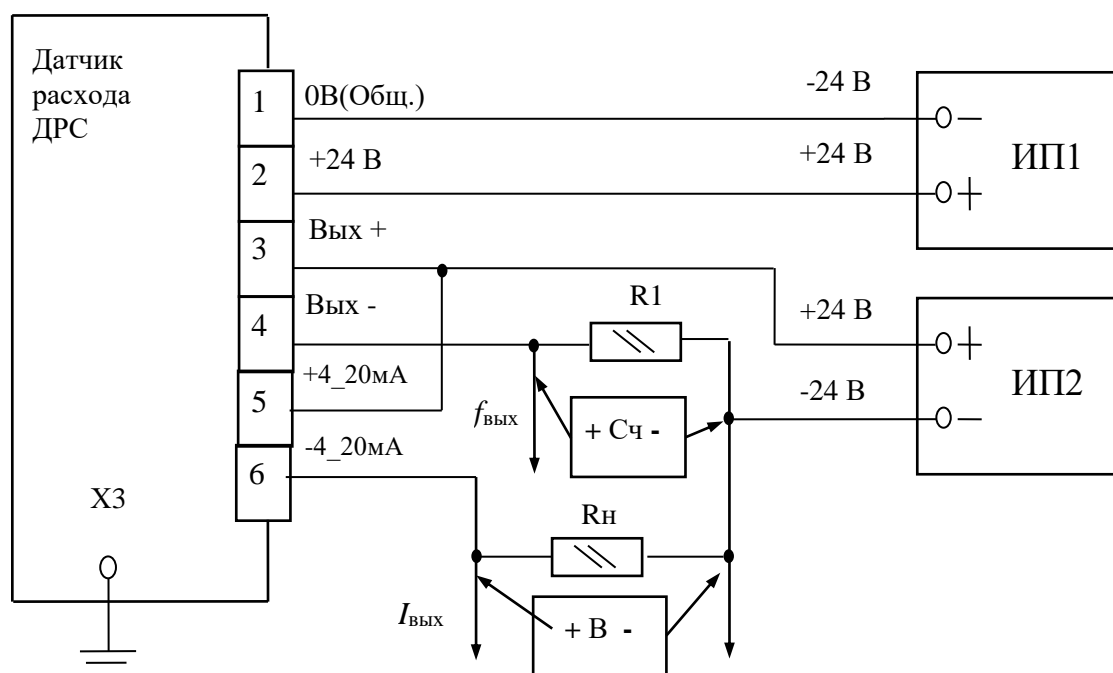 Датчик
расхода
ДРС
1
0В(Общ.)
-24 В
ИП1
2
+24 В
+24 В
3
Вых +
4
Вых -
R1
+24 В
ИП2
5
+4_20мА
fвых
+ Сч -
-24 В
6
-4_20мА
Х3
Rн
Iвых
+ В -